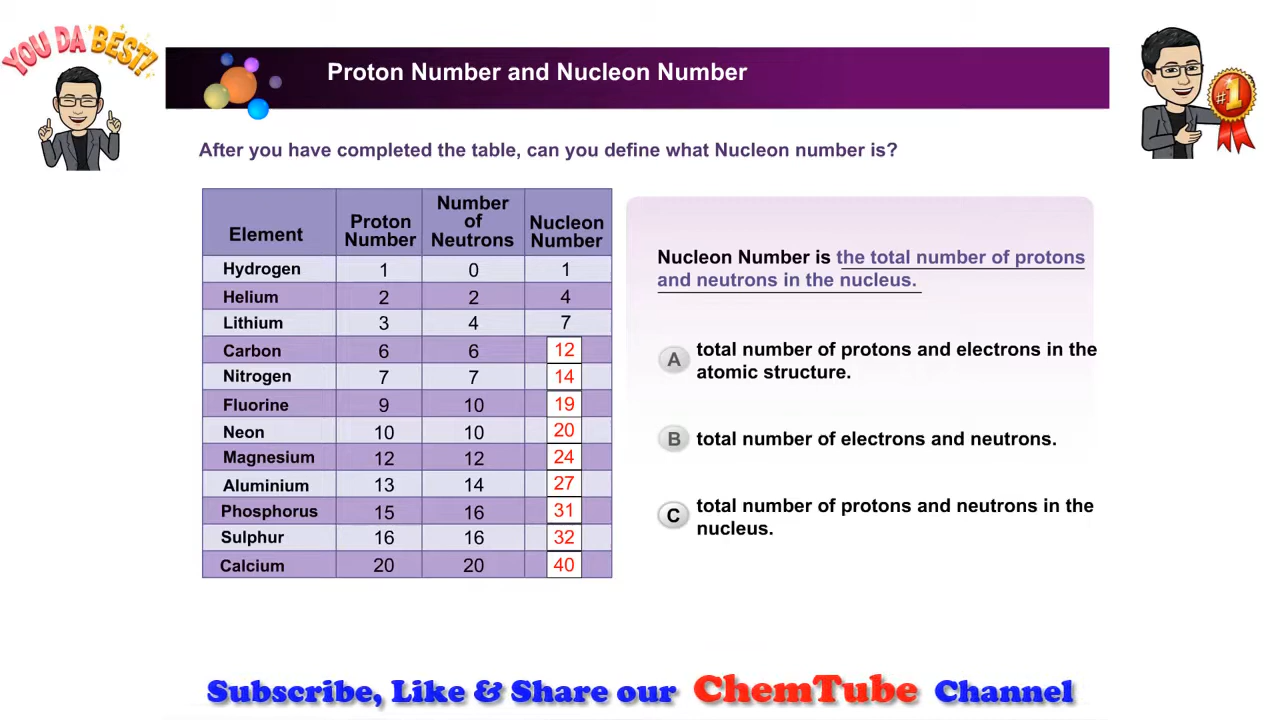 YOU DA BEST!
#1
Proton Number and Nucleon Number
After you have completed the table, can you define what Nucleon number is?
Element Proton Number Number of Neutrons Nucleon Number
Hydrogen 1 0 1
Helium 2 2 4
Lithium 3 4 7
Carbon 6 6 12
Nitrogen 7 7 14
Fluorine 9 10 19
Neon 10 10 20
Magnesium 12 12 24
Aluminium 13 14 27
Phosphorus 15 16 31
Sulphur 16 16 32
Calcium 20 20 40
Nucleon Number is the total number of protons
and neutrons in the nucleus.
A total number of protons and electrons in the
atomic structure.
B total number of electrons and neutrons.
C total number of protons and neutrons in the
nucleus.
Subscribe, Like & Share our ChemTube Channel